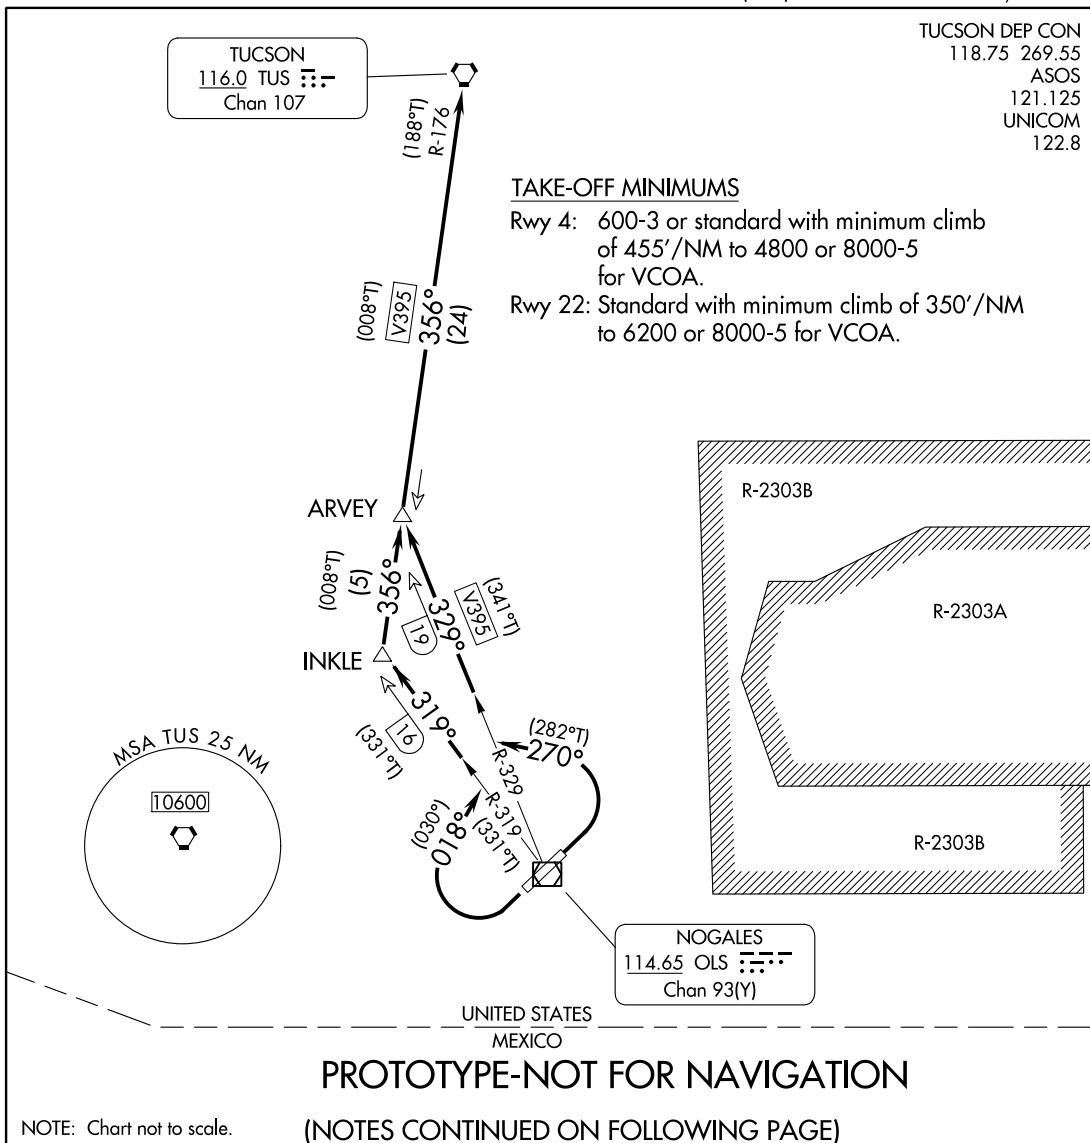 TUCSON DEP CON
118.75 269.55
ASOS
121.125
UNICOM
122.8
TUCSON
116.0 TUS
Chan 107
(188°T)
R-176
TAKE-OFF MINIMUMS
Rwy 4: 600-3 or standard with minimum climb
of 455'/NM to 4800 or 8000-5
for VCOA.
Rwy 22: Standard with minimum climb of 350'/NM
to 6200 or 8000-5 for VCOA.
(008°T)
V395
356°
(24)
ARVEY
R-2303B
(008°T)
(5)
356°
19
329°
V395
(341°T)
R-2303A
INKLE
319°
16
(331°T)
(282°T)
270°
R-329
R-319
(331°T)
(030°)
018°
MSA TUS 25 NM
10600
R-2303B
NOGALES
114.65 OLS
Chan 93(Y)
UNITED STATES
MEXICO
PROTOTYPE-NOT FOR NAVIGATION
NOTE: Chart not to scale.
(NOTES CONTINUED ON FOLLOWING PAGE)